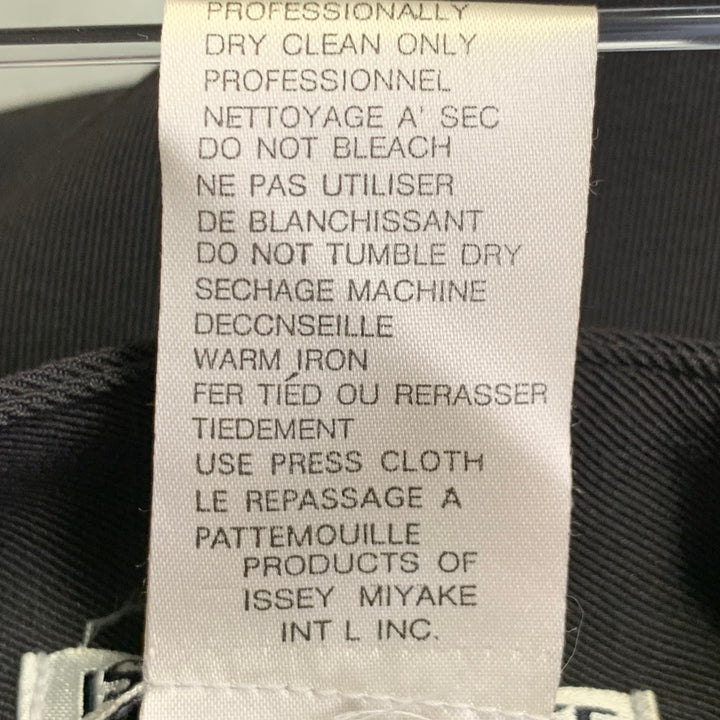 PROFESSIONALLY
DRY CLEAN ONLY
PROFESSIONNEL
NETTOYAGE A' SEC
DO NOT BLEACH
NE PAS UTILISER
DE BLANCHISSANT
DO NOT TUMBLE DRY
SECHAGE MACHINE
DECCNSEILLE
WARM IRON
FER TIÉD OU RERASSER
TIEDEMENT
USE PRESS CLOTH
LE REPASSAGE A
PATTEMOUILLE
PRODUCTS OF
ISSEY MIYAKE
INT L INC.